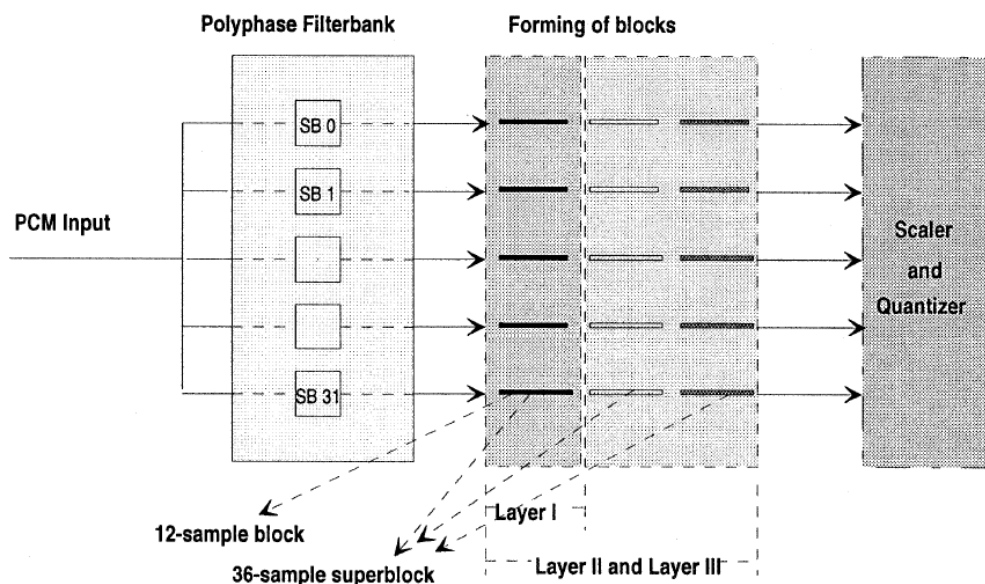 Polyphase Filterbank
Forming of blocks
SB 0
SB 1
PCM Input
Scaler
and
Quantizer
SB 31
Layer I
12-sample block
36-sample superblock
Layer II and Layer III